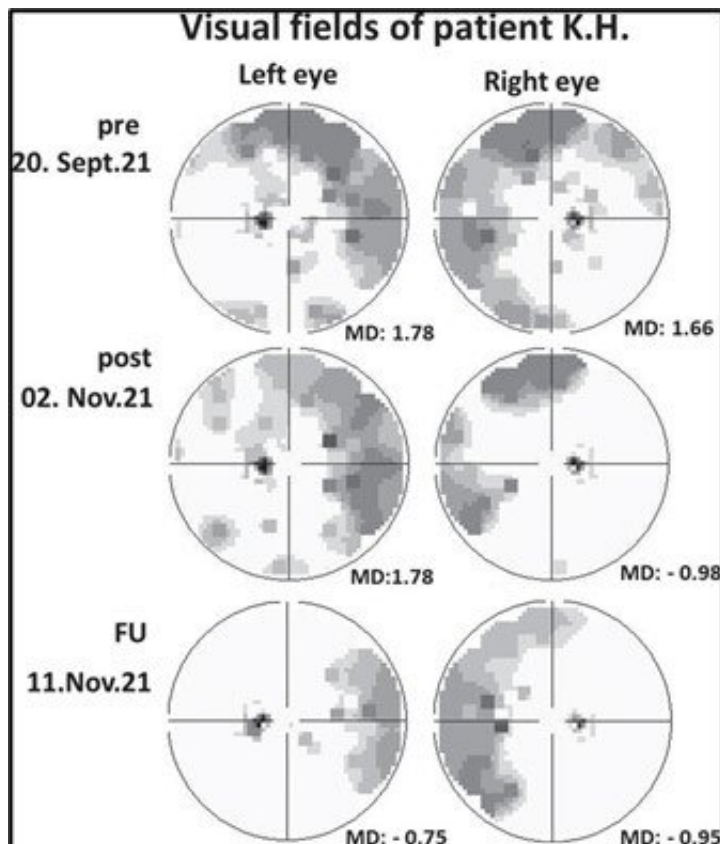 Visual fields of patient K.H.
Left eye
Right eye
pre
20. Sept.21
MD: 1.78
MD: 1.66
post
02. Nov.21
MD:1.78
MD: - 0.98
FU
11.Nov.21
MD: - 0.75
MD: - 0.95